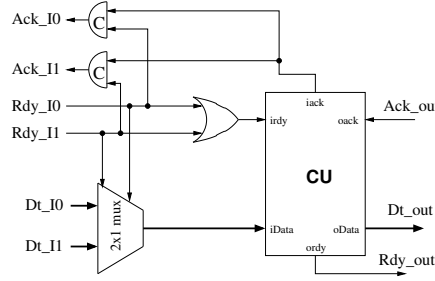 Ack_I0
C
Ack_I1
C
Rdy_I0
Rdy_I1
iack
irdy
oack
Ack_ou
CU
Dt_I0
Dt_I1
2x1 mux
iData
oData
ordy
Dt_out
Rdy_out